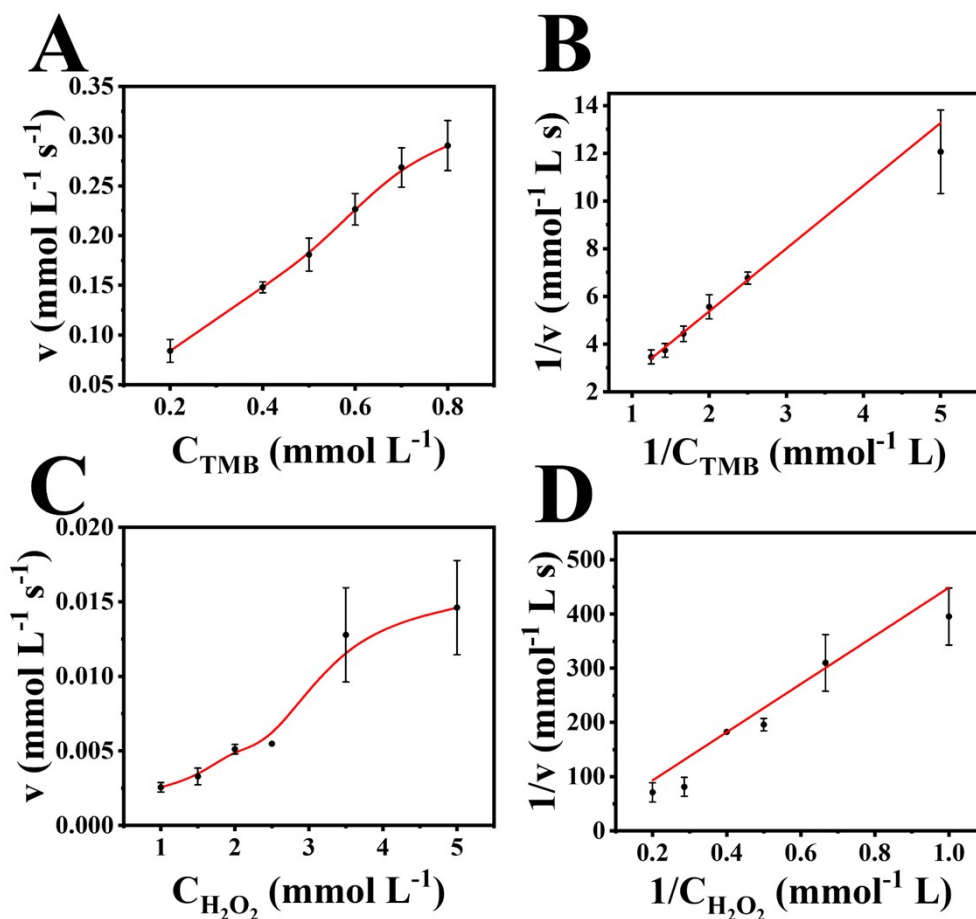 A
v (mmol L⁻¹ s⁻¹)
0.35
0.30
0.25
0.20
0.15
0.10
0.05
0.2 0.4 0.6 0.8
C_TMB (mmol L⁻¹)
B
1/v (mmol⁻¹ L s)
14
12
10
8
6
4
2
1 2 3 4 5
1/C_TMB (mmol⁻¹ L)
C
v (mmol L⁻¹ s⁻¹)
0.020
0.015
0.010
0.005
0.000
1 2 3 4 5
C_H₂O₂ (mmol L⁻¹)
D
1/v (mmol⁻¹ L s)
500
400
300
200
100
0
0.2 0.4 0.6 0.8 1.0
1/C_H₂O₂ (mmol⁻¹ L)